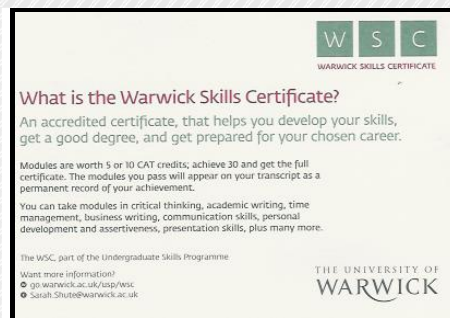 W S C
WARWICK SKILLS CERTIFICATE
What is the Warwick Skills Certificate?
An accredited certificate, that helps you develop your skills,
get a good degree, and get prepared for your chosen career.
Modules are worth 5 or 10 CAT credits; achieve 30 and get the full
certificate. The modules you pass will appear on your transcript as a
permanent record of your achievement.
You can take modules in critical thinking, academic writing, time
management, business writing, communication skills, personal
development and assertiveness, presentation skills, plus many more.
The WSC, part of the Undergraduate Skills Programme
Want more information?
go.warwick.ac.uk/usp/wsc
Sarah.Shute@warwick.ac.uk
THE UNIVERSITY OF
WARWICK